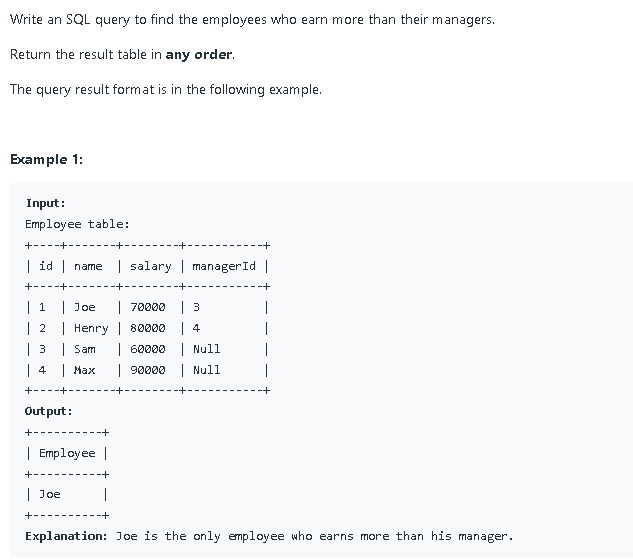 Write an SQL query to find the employees who earn more than their managers.
Return the result table in any order.
The query result format is in the following example.
Example 1:
Input:
Employee table:
+----+-------+--------+-----------+
| id | name  | salary | managerId |
+----+-------+--------+-----------+
| 1  | Joe   | 70000  | 3         |
| 2  | Henry | 80000  | 4         |
| 3  | Sam   | 60000  | Null      |
| 4  | Max   | 90000  | Null      |
+----+-------+--------+-----------+
Output:
+----------+
| Employee |
+----------+
| Joe      |
+----------+
Explanation: Joe is the only employee who earns more than his manager.